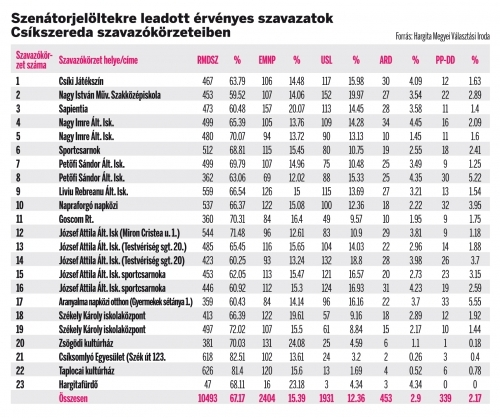 Szenátorjelöltekre leadott érvényes szavazatok
Csíkszereda szavazókörzeteiben
Forrás: Hargita Megyei Választási Iroda
Szavazókör-
zet száma Szavazókörzet helye/címe RMDSZ % EMNP % USL % ARD % PP-DD %
1 Csíki Játékszín 467 63.79 106 14.48 117 15.98 30 4.09 12 1.63
2 Nagy István Műv. Szakközépiskola 453 59.52 107 14.06 152 19.97 27 3.54 22 2.89
3 Sapientia 473 60.48 157 20.07 113 14.45 28 3.58 11 1.4
4 Nagy Imre Ált. Isk. 499 65.39 105 13.76 109 14.28 34 4.45 16 2.09
5 Nagy Imre Ált. Isk. 480 70.07 94 13.72 90 13.13 10 1.45 11 1.6
6 Sportcsarnok 512 68.81 115 15.45 80 10.75 19 2.55 18 2.41
7 Petőfi Sándor Ált. Isk. 499 69.79 107 14.96 75 10.48 25 3.49 9 1.25
8 Petőfi Sándor Ált. Isk. 362 63.06 69 12.02 88 15.33 25 4.35 30 5.22
9 Liviu Rebreanu Ált. Isk. 559 66.54 126 15 115 13.69 27 3.21 13 1.54
10 Napraforgó napközi 537 66.37 122 15.08 100 12.36 18 2.22 32 3.95
11 Goscom Rt. 360 70.31 84 16.4 49 9.57 10 1.95 9 1.75
12 József Attila Ált. Isk (Miron Cristea u. 1.) 544 71.48 96 12.61 83 10.9 29 3.81 9 1.18
13 József Attila Ált. Isk. (Testvériség sgt. 20.) 485 65.45 116 15.65 104 14.03 22 2.96 14 1.88
14 József Attila Ált. Isk. (Testvériség sgt. 20) 423 60.25 93 13.24 132 18.8 28 3.98 26 3.7
15 József Attila Ált. Isk. sportcsarnoka 453 62.05 113 15.47 121 16.57 20 2.73 23 3.15
16 József Attila Ált. Isk. sportcsarnoka 446 60.92 112 15.3 124 16.93 31 4.23 19 2.59
17 Aranyalma napközi otthon (Gyermekek sétánya 1.) 359 60.43 84 14.14 96 16.16 22 3.7 33 5.55
18 Székely Károly iskolaközpont 413 66.39 122 19.61 57 9.16 18 2.89 12 1.92
19 Székely Károly iskolaközpont 497 72.02 107 15.5 61 8.84 15 2.17 10 1.44
20 Zsögödi kultúrház 381 70.03 131 24.08 25 4.59 6 1.1 1 0.18
21 Csíksomlyó Egyesület (Szék út 123. 618 82.51 102 13.61 24 3.2 2 0.26 3 0.4
22 Taplocai kultúrház 626 81.4 120 15.6 13 1.69 4 0.52 6 0.78
23 Hargitafürdő 47 68.11 16 23.18 3 4.34 3 4.34 0 0
Összesen 10493 67.17 2404 15.39 1931 12.36 453 2.9 339 2.17